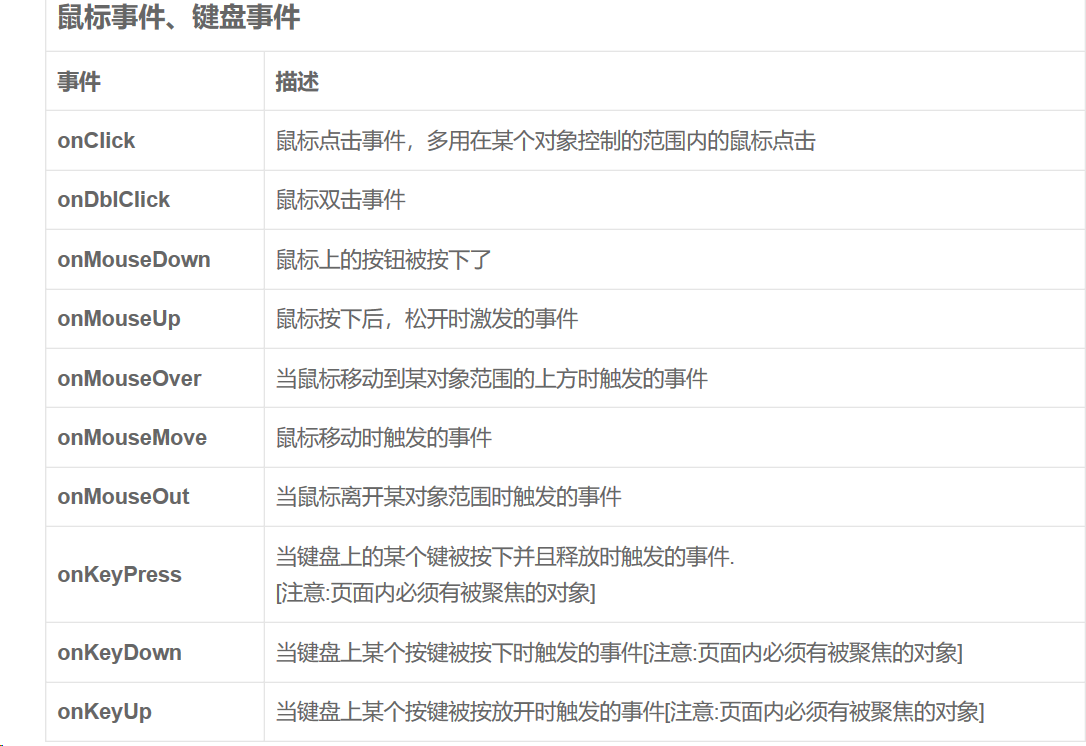 鼠标事件、键盘事件
事件 描述
onClick 鼠标点击事件，多用在某个对象控制的范围内的鼠标点击
onDblClick 鼠标双击事件
onMouseDown 鼠标上的按钮被按下了
onMouseUp 鼠标按下后，松开时激发的事件
onMouseOver 当鼠标移动到某对象范围的上方时触发的事件
onMouseMove 鼠标移动时触发的事件
onMouseOut 当鼠标离开某对象范围时触发的事件
onKeyPress 当键盘上的某个键被按下并且释放时触发的事件.
[注意:页面内必须有被聚焦的对象]
onKeyDown 当键盘上某个按键被按下时触发的事件[注意:页面内必须有被聚焦的对象]
onKeyUp 当键盘上某个按键被按放开时触发的事件[注意:页面内必须有被聚焦的对象]